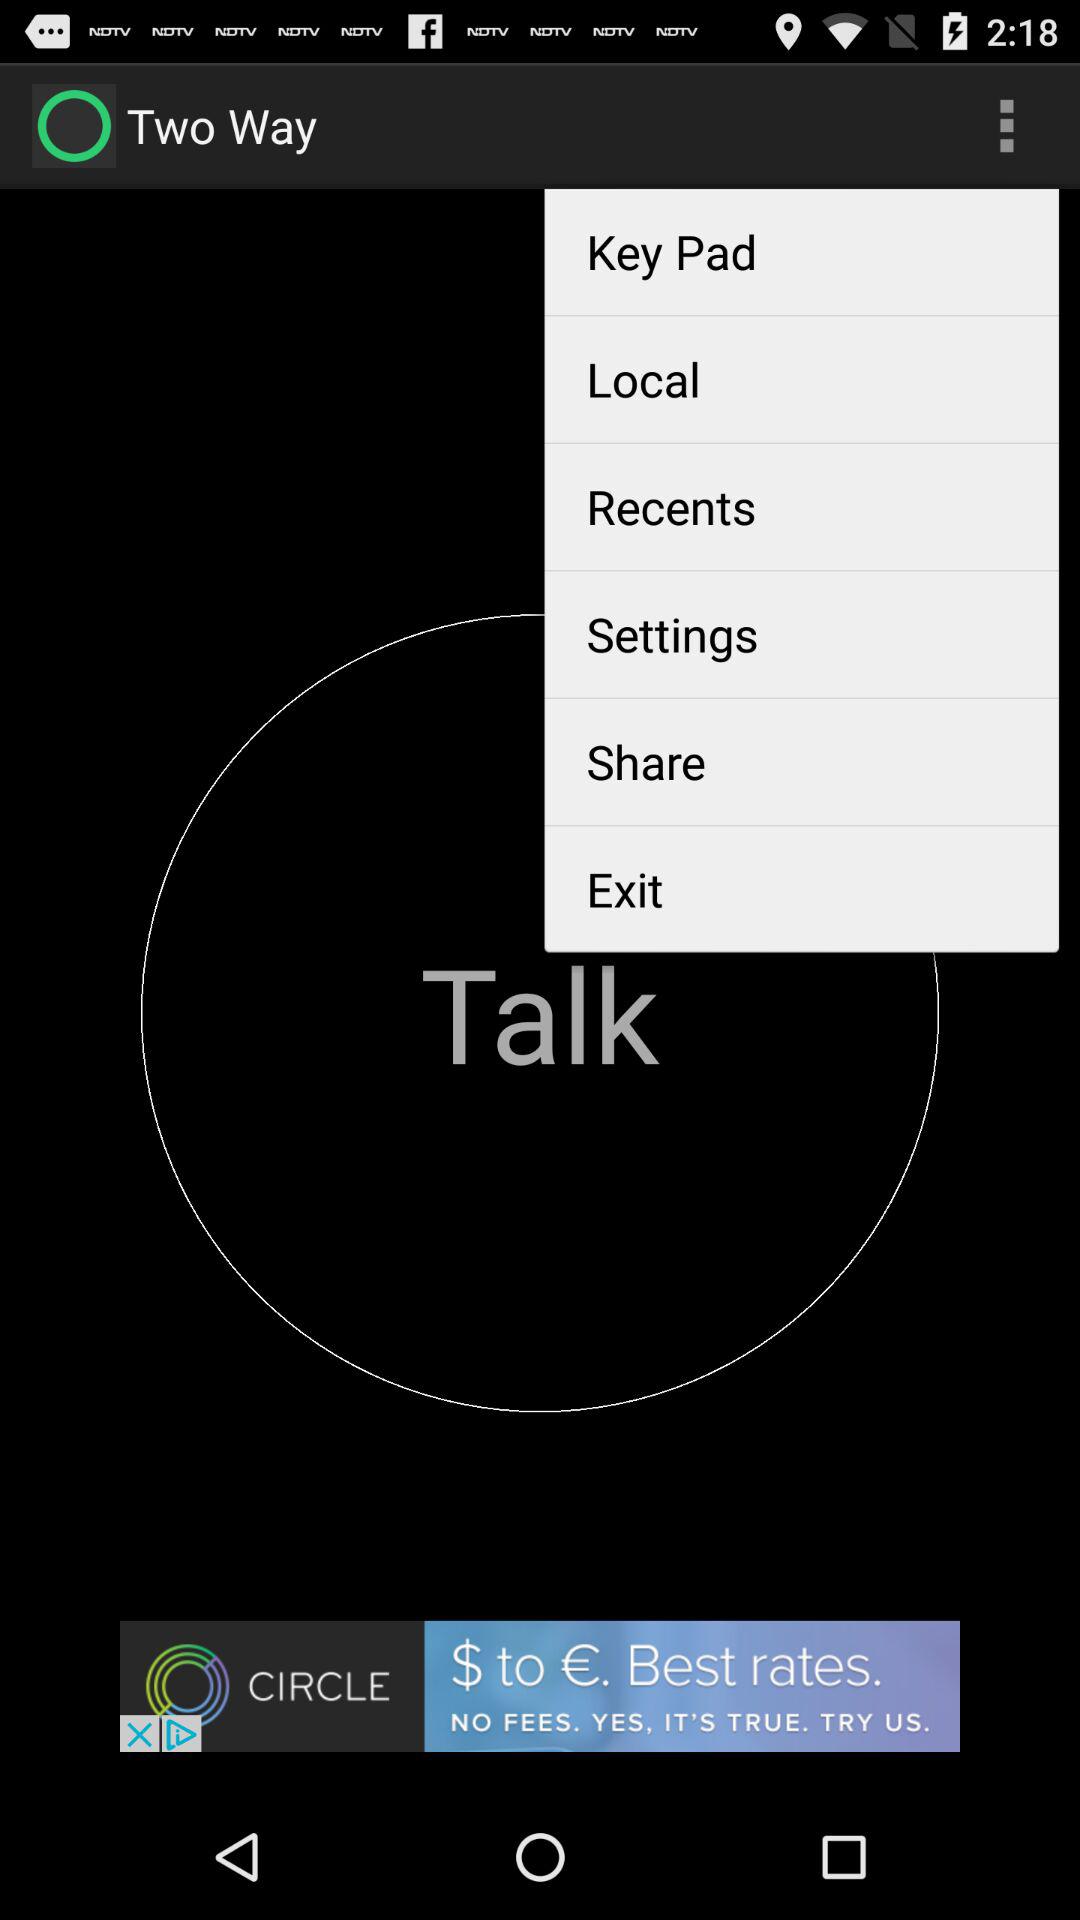 NDTV NDTV NDTV NDTV NDTV NDTV NDTV NDTV NDTV 2:18
Two Way
Key Pad
Local
Recents
Settings
Share
Exit
Talk
CIRCLE
$ to €. Best rates.
NO FEES. YES, IT'S TRUE. TRY US.